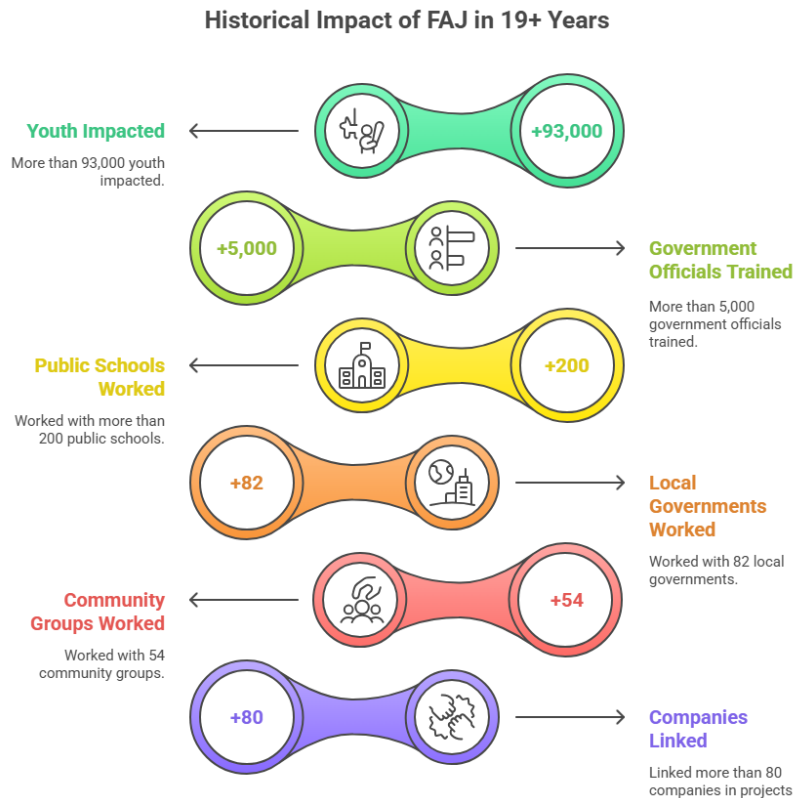 Historical Impact of FAJ in 19+ Years
Youth Impacted
More than 93,000 youth
impacted.
+93,000
+5,000
Government
Officials Trained
More than 5,000
government officials
trained.
Public Schools
Worked
Worked with more than
200 public schools.
+200
+82
Local
Governments
Worked
Worked with 82 local
governments.
Community
Groups Worked
Worked with 54
community groups.
+54
+80
Companies
Linked
Linked more than 80
companies in projects